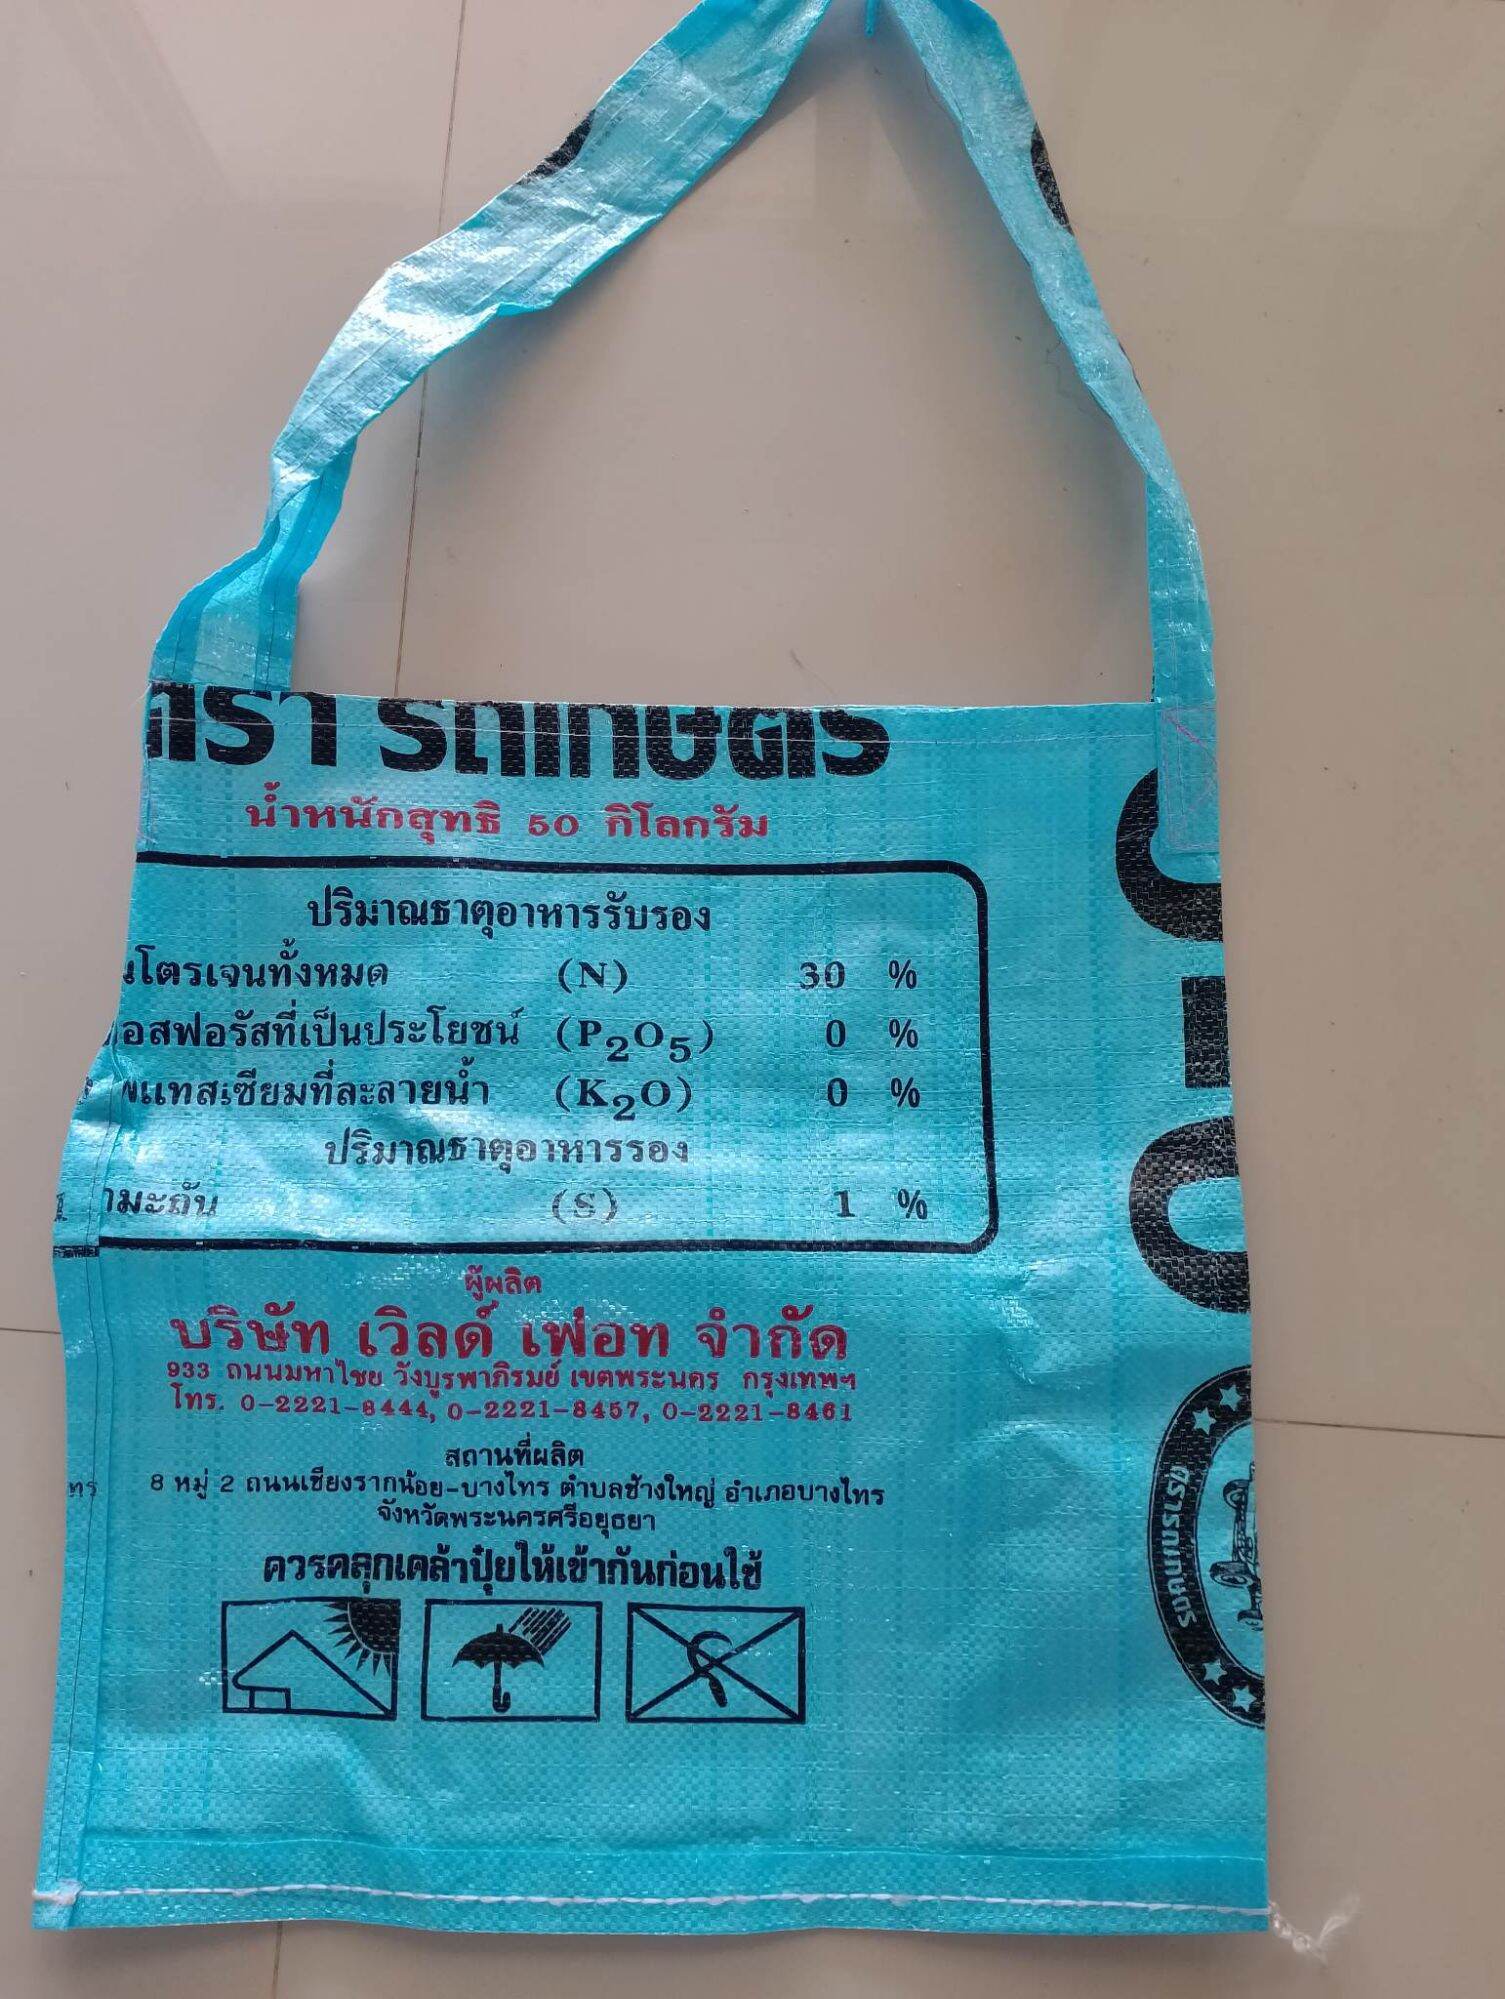 ตรา รถเกษตร
น้ำหนักสุทธิ 50 กิโลกรัม
ปริมาณธาตุอาหารรับรอง
นโตรเจนทั้งหมด (N) 30 %
อสฟอรัสที่เป็นประโยชน์ (P2O5) 0 %
พแทสเซียมที่ละลายน้ำ (K2O) 0 %
ปริมาณธาตุอาหารรอง
ามะถัน (S) 1 %
ผู้ผลิต
บริษัท เวิลด์ เฟอท จำกัด
933 ถนนมหาไชย วังบูรพาภิรมย์ เขตพระนคร กรุงเทพฯ
โทร. 0-2221-8444, 0-2221-8457, 0-2221-8461
สถานที่ผลิต
8 หมู่ 2 ถนนเชียงรากน้อย-บางไทร ตำบลช้างใหญ่ อำเภอบางไทร
จังหวัดพระนครศรีอยุธยา
ควรคลุกเคล้าปุ๋ยให้เข้ากันก่อนใช้
ตรารถเกษตร